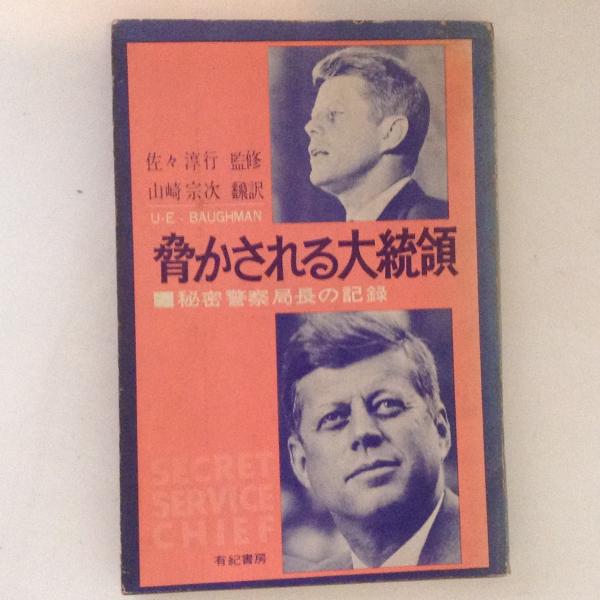 佐々淳行 監修
山崎宗次 飜訳
U・E・BAUGHMAN
脅かされる大統領
秘密警察局長の記録
SECRET
SERVICE
CHIEF
有紀書房